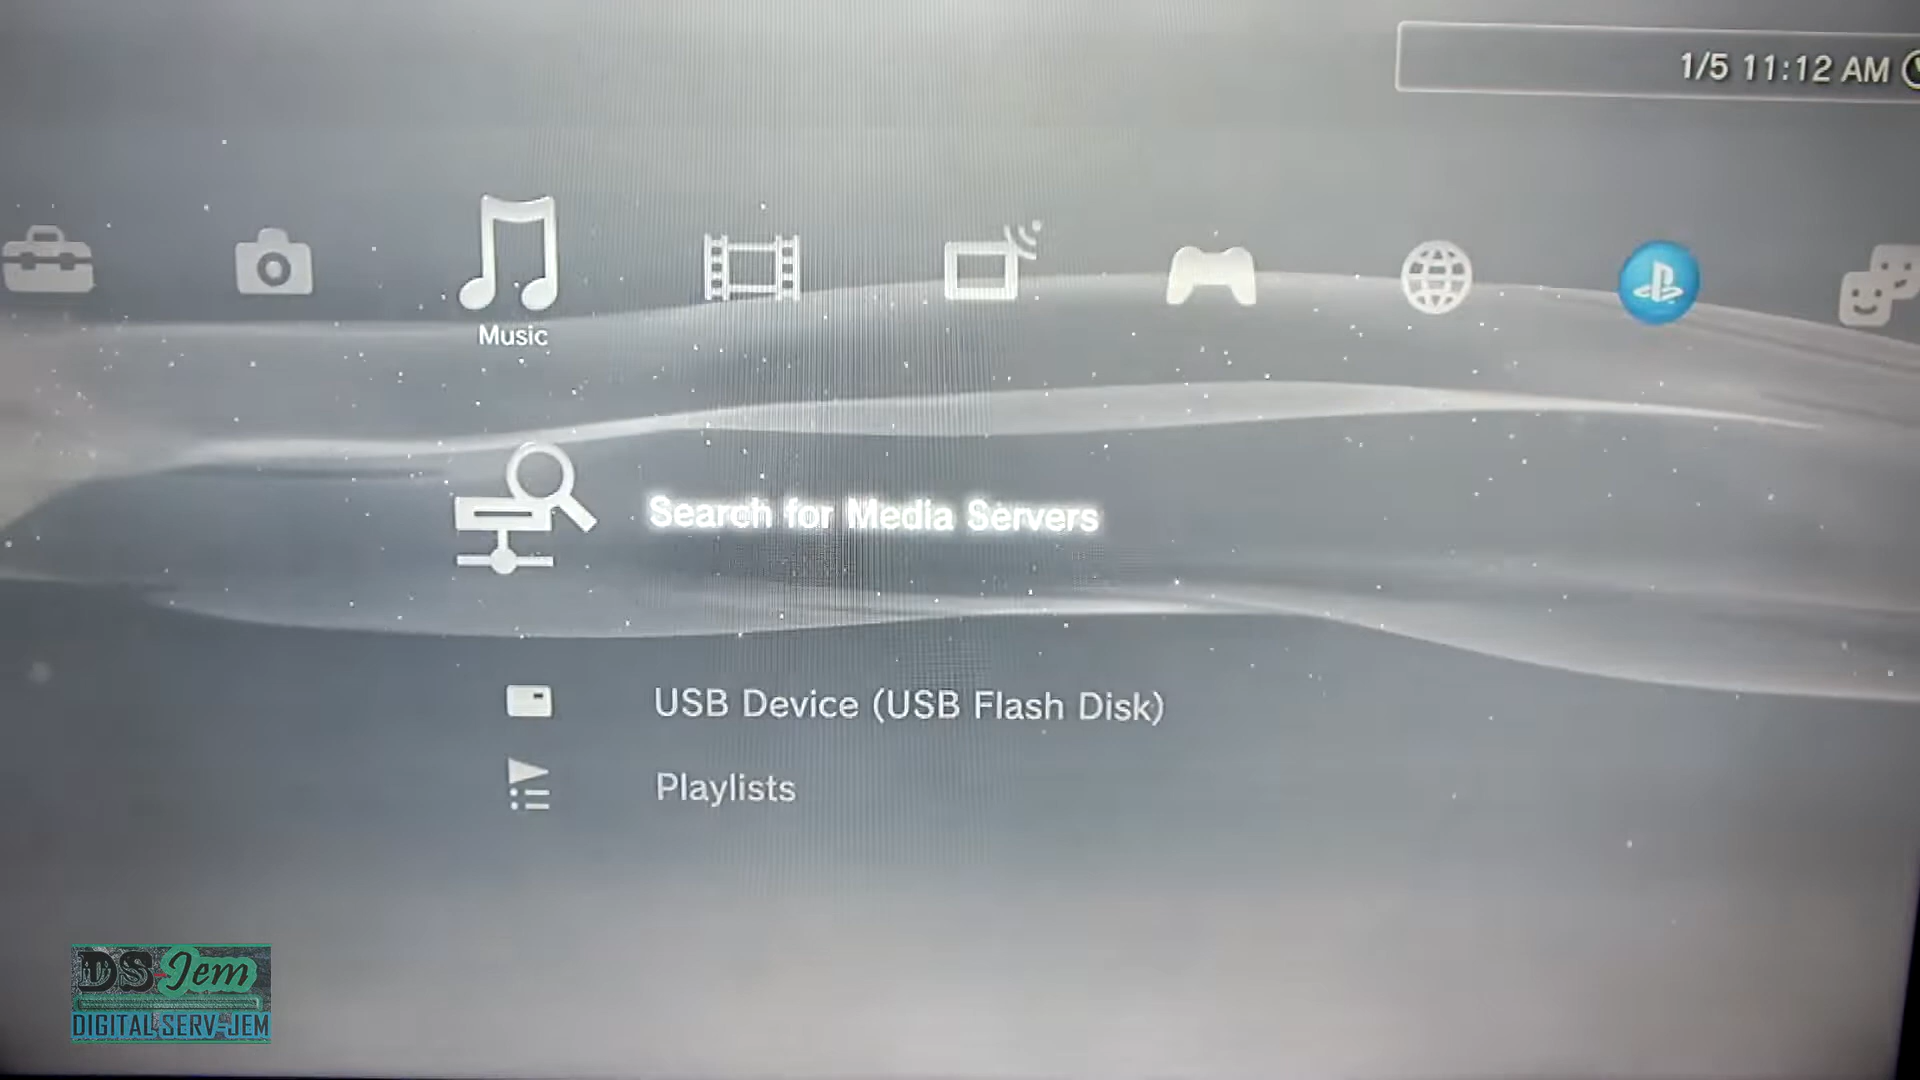 1/5 11:12 AM
Music
Search for Media Servers
USB Device (USB Flash Disk)
Playlists
DS-Jem
DIGITAL SERV-JEM